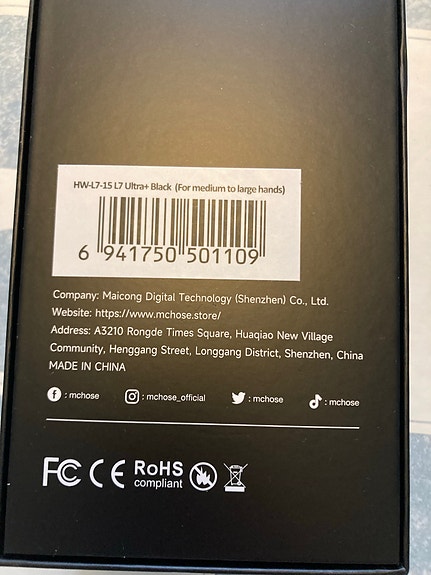 HW-L7-15 L7 Ultra+ Black (For medium to large hands)
6 941750 501109
Company: Maicong Digital Technology (Shenzhen) Co., Ltd.
Website: https://www.mchose.store/
Address: A3210 Rongde Times Square, Huaqiao New Village
Community, Henggang Street, Longgang District, Shenzhen, China
MADE IN CHINA
: mchose : mchose_official : mchose : mchose
FC CE RoHS
compliant